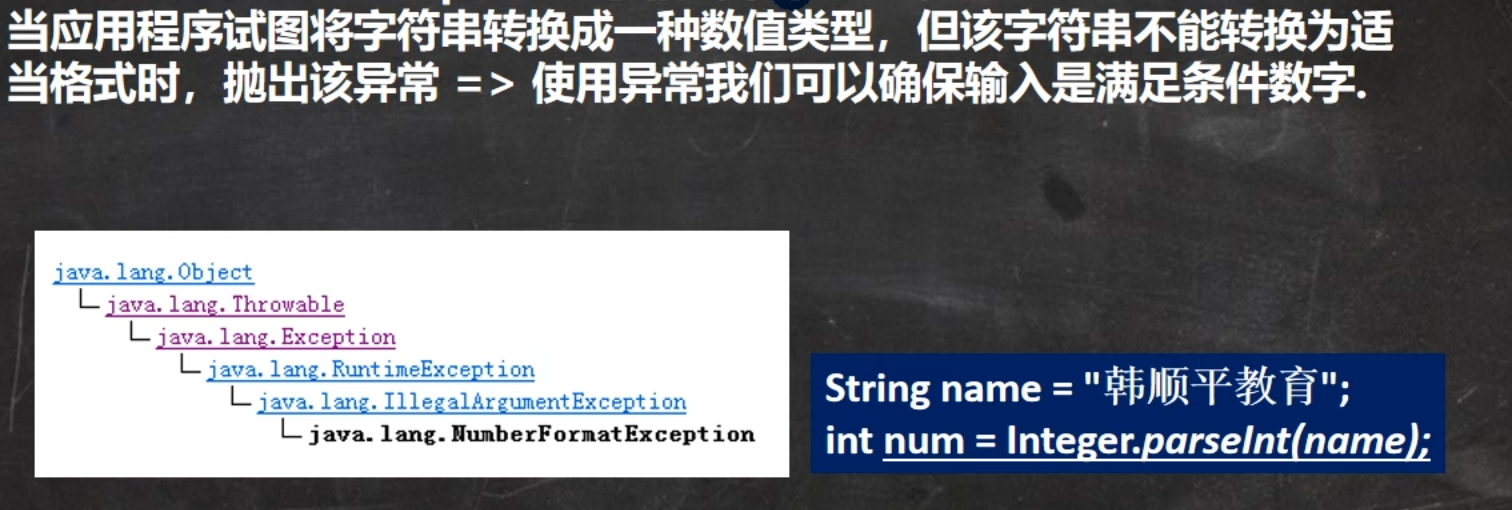 当应用程序试图将字符串转换成一种数值类型，但该字符串不能转换为适
当格式时，抛出该异常 => 使用异常我们可以确保输入是满足条件数字.
java.lang.Object
java.lang.Throwable
java.lang.Exception
java.lang.RuntimeException
java.lang.IllegalArgumentException
java.lang.NumberFormatException
String name = "韩顺平教育";
int num = Integer.parseInt(name);